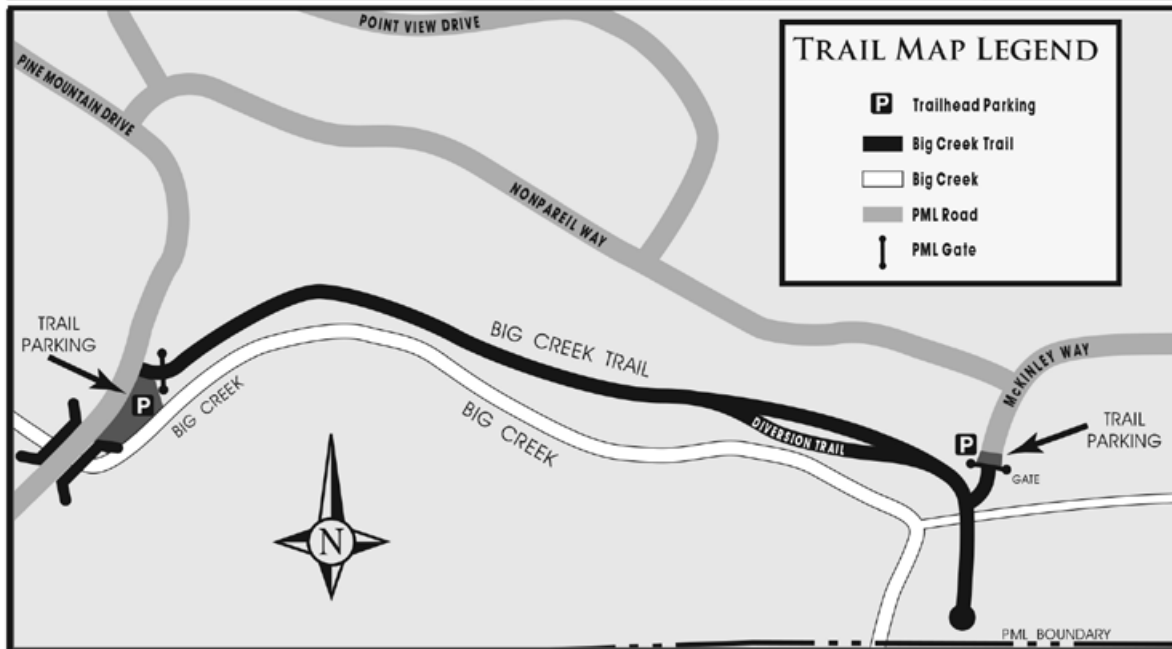 POINT VIEW DRIVE
PINE MOUNTAIN DRIVE
NONPAREIL WAY
TRAIL MAP LEGEND
P Trailhead Parking
Big Creek Trail
Big Creek
PML Road
PML Gate
TRAIL
PARKING
P
BIG CREEK
BIG CREEK TRAIL
BIG CREEK
DIVERSION TRAIL
McKINLEY WAY
P
TRAIL
PARKING
GATE
N
PML BOUNDARY